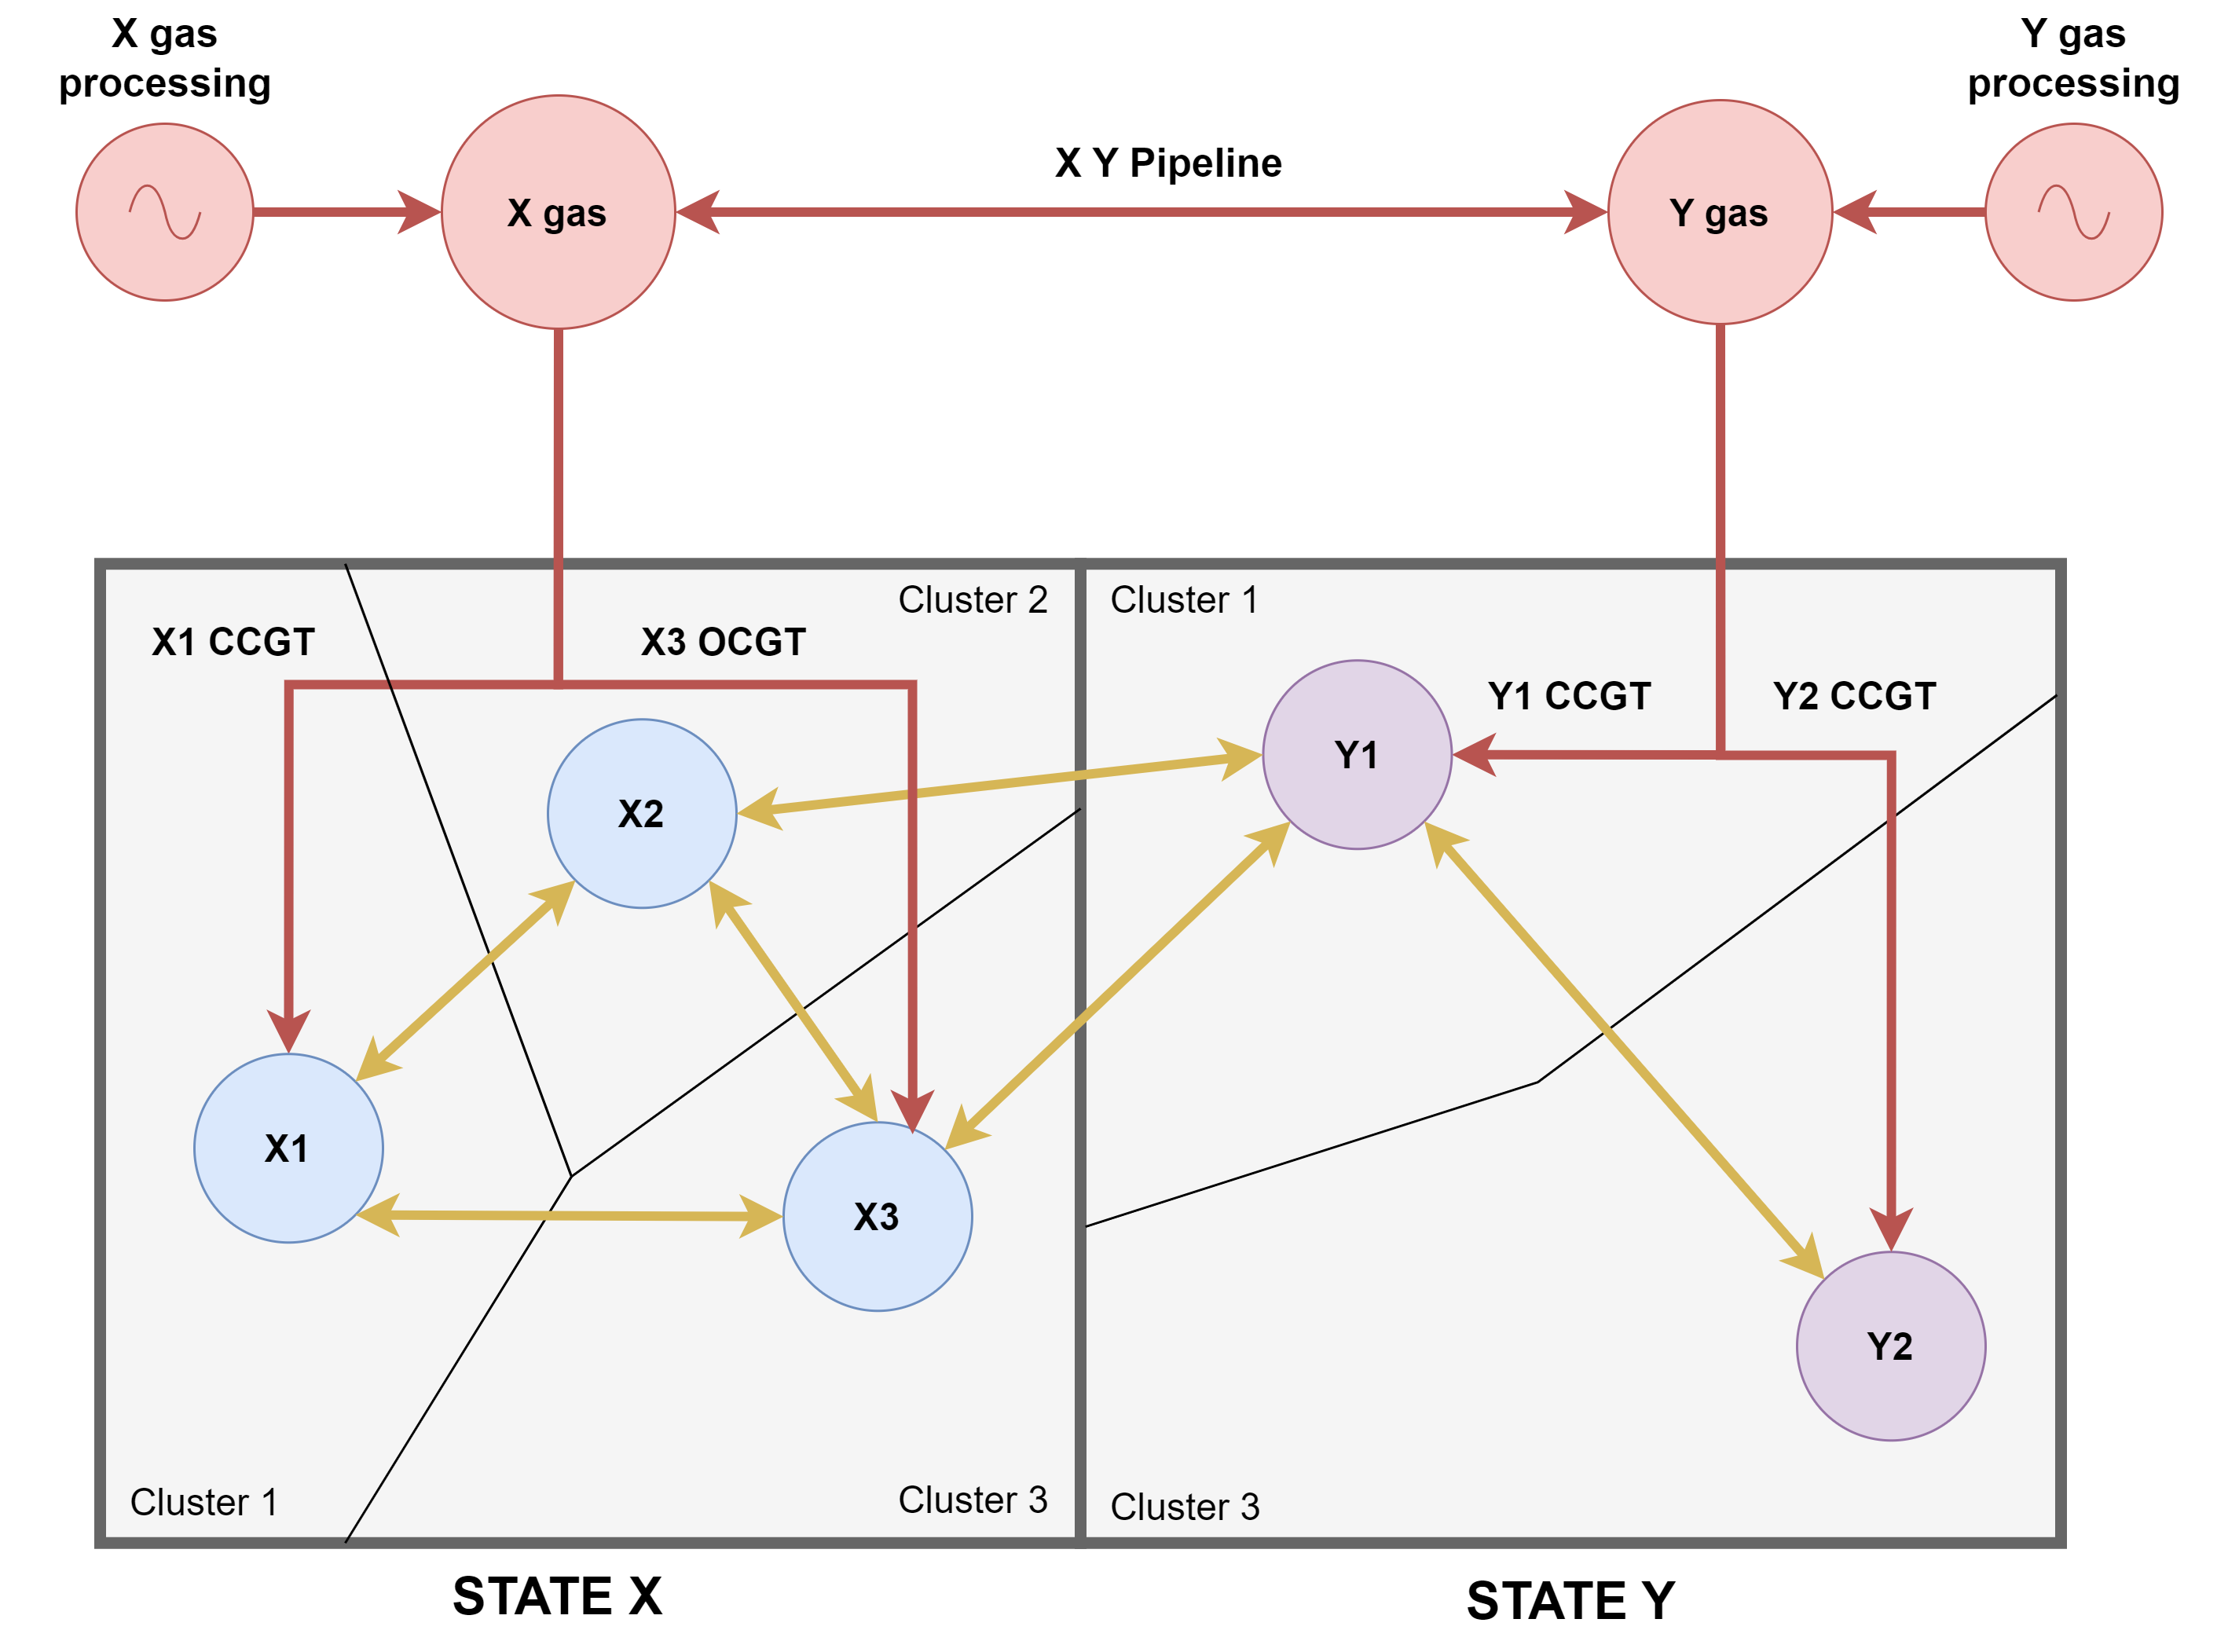 X gas
processing
Y gas
processing
X Y Pipeline
X gas
Y gas
Cluster 2
Cluster 1
X1 CCGT
X3 OCGT
Y1 CCGT
Y2 CCGT
Y1
X2
X1
X3
Y2
Cluster 1
Cluster 3
Cluster 3
STATE X
STATE Y